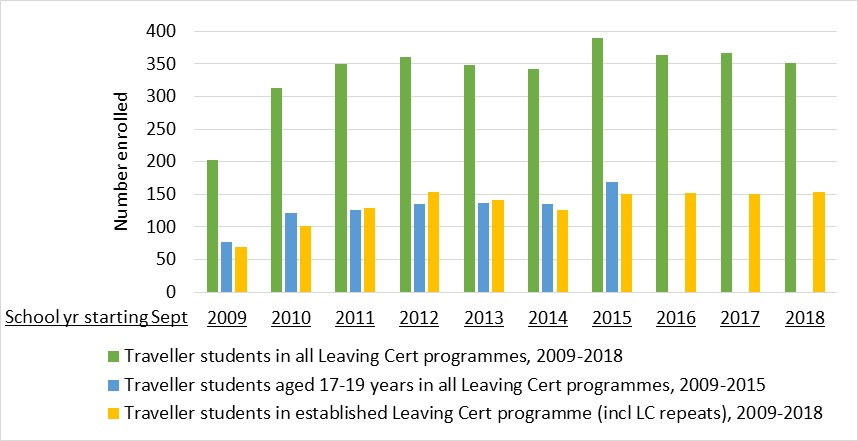 400
350
300
250
200
150
100
50
0
Number enrolled
School yr starting Sept 2009 2010 2011 2012 2013 2014 2015 2016 2017 2018
Traveller students in all Leaving Cert programmes, 2009-2018
Traveller students aged 17-19 years in all Leaving Cert programmes, 2009-2015
Traveller students in established Leaving Cert programme (incl LC repeats), 2009-2018